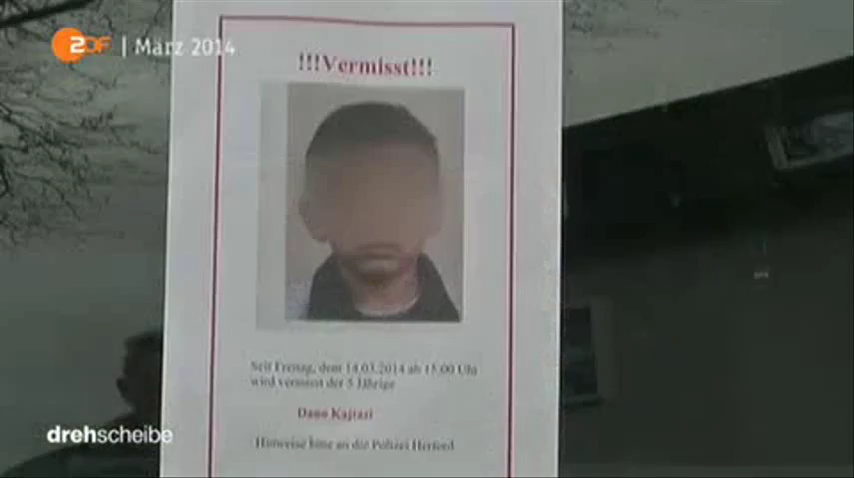 ZDF | März 2014
!!!Vermisst!!!
Seit Freitag, dem 14.03.2014 ab 15:00 Uhr
wird vermisst der 5 Jährige
Dano Kajtazi
Hinweise bitte an die Polizei Herford
drehscheibe